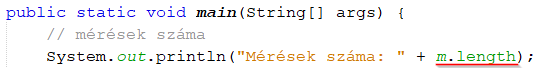 public static void main(String[] args) {
// mérések száma
System.out.println("Mérések száma: " + m.length);